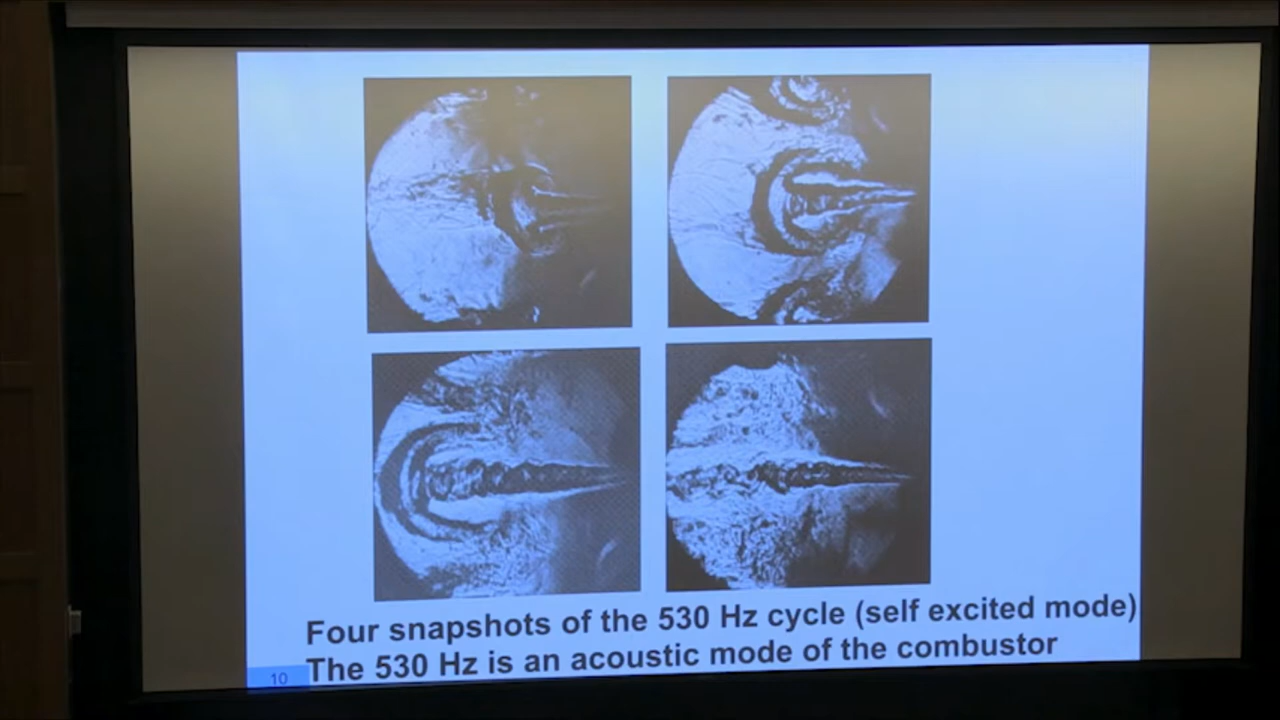 Four snapshots of the 530 Hz cycle (self excited mode)
The 530 Hz is an acoustic mode of the combustor
10